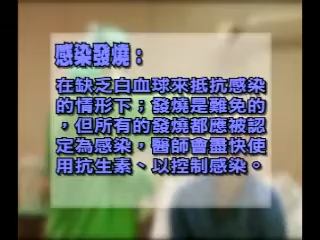 感染發燒：
在缺乏白血球來抵抗感染
的情形下；發燒是難免的
，但所有的發燒都應被認
定為感染，醫師會盡快使
用抗生素、以控制感染。